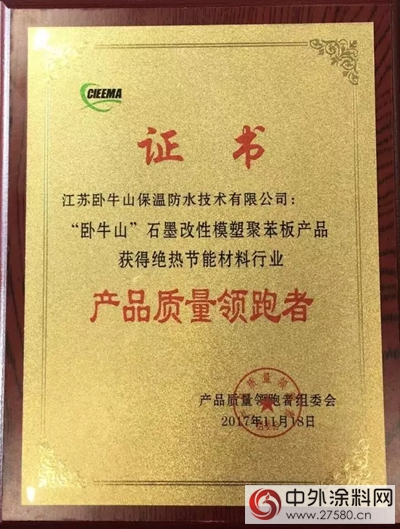 CIEEMA
证书
江苏卧牛山保温防水技术有限公司：
“卧牛山”石墨改性模塑聚苯板产品
获得绝热节能材料行业
产品质量领跑者
产品质量领跑者组委会
2017年11月18日
中外涂料网
www.27580.cn